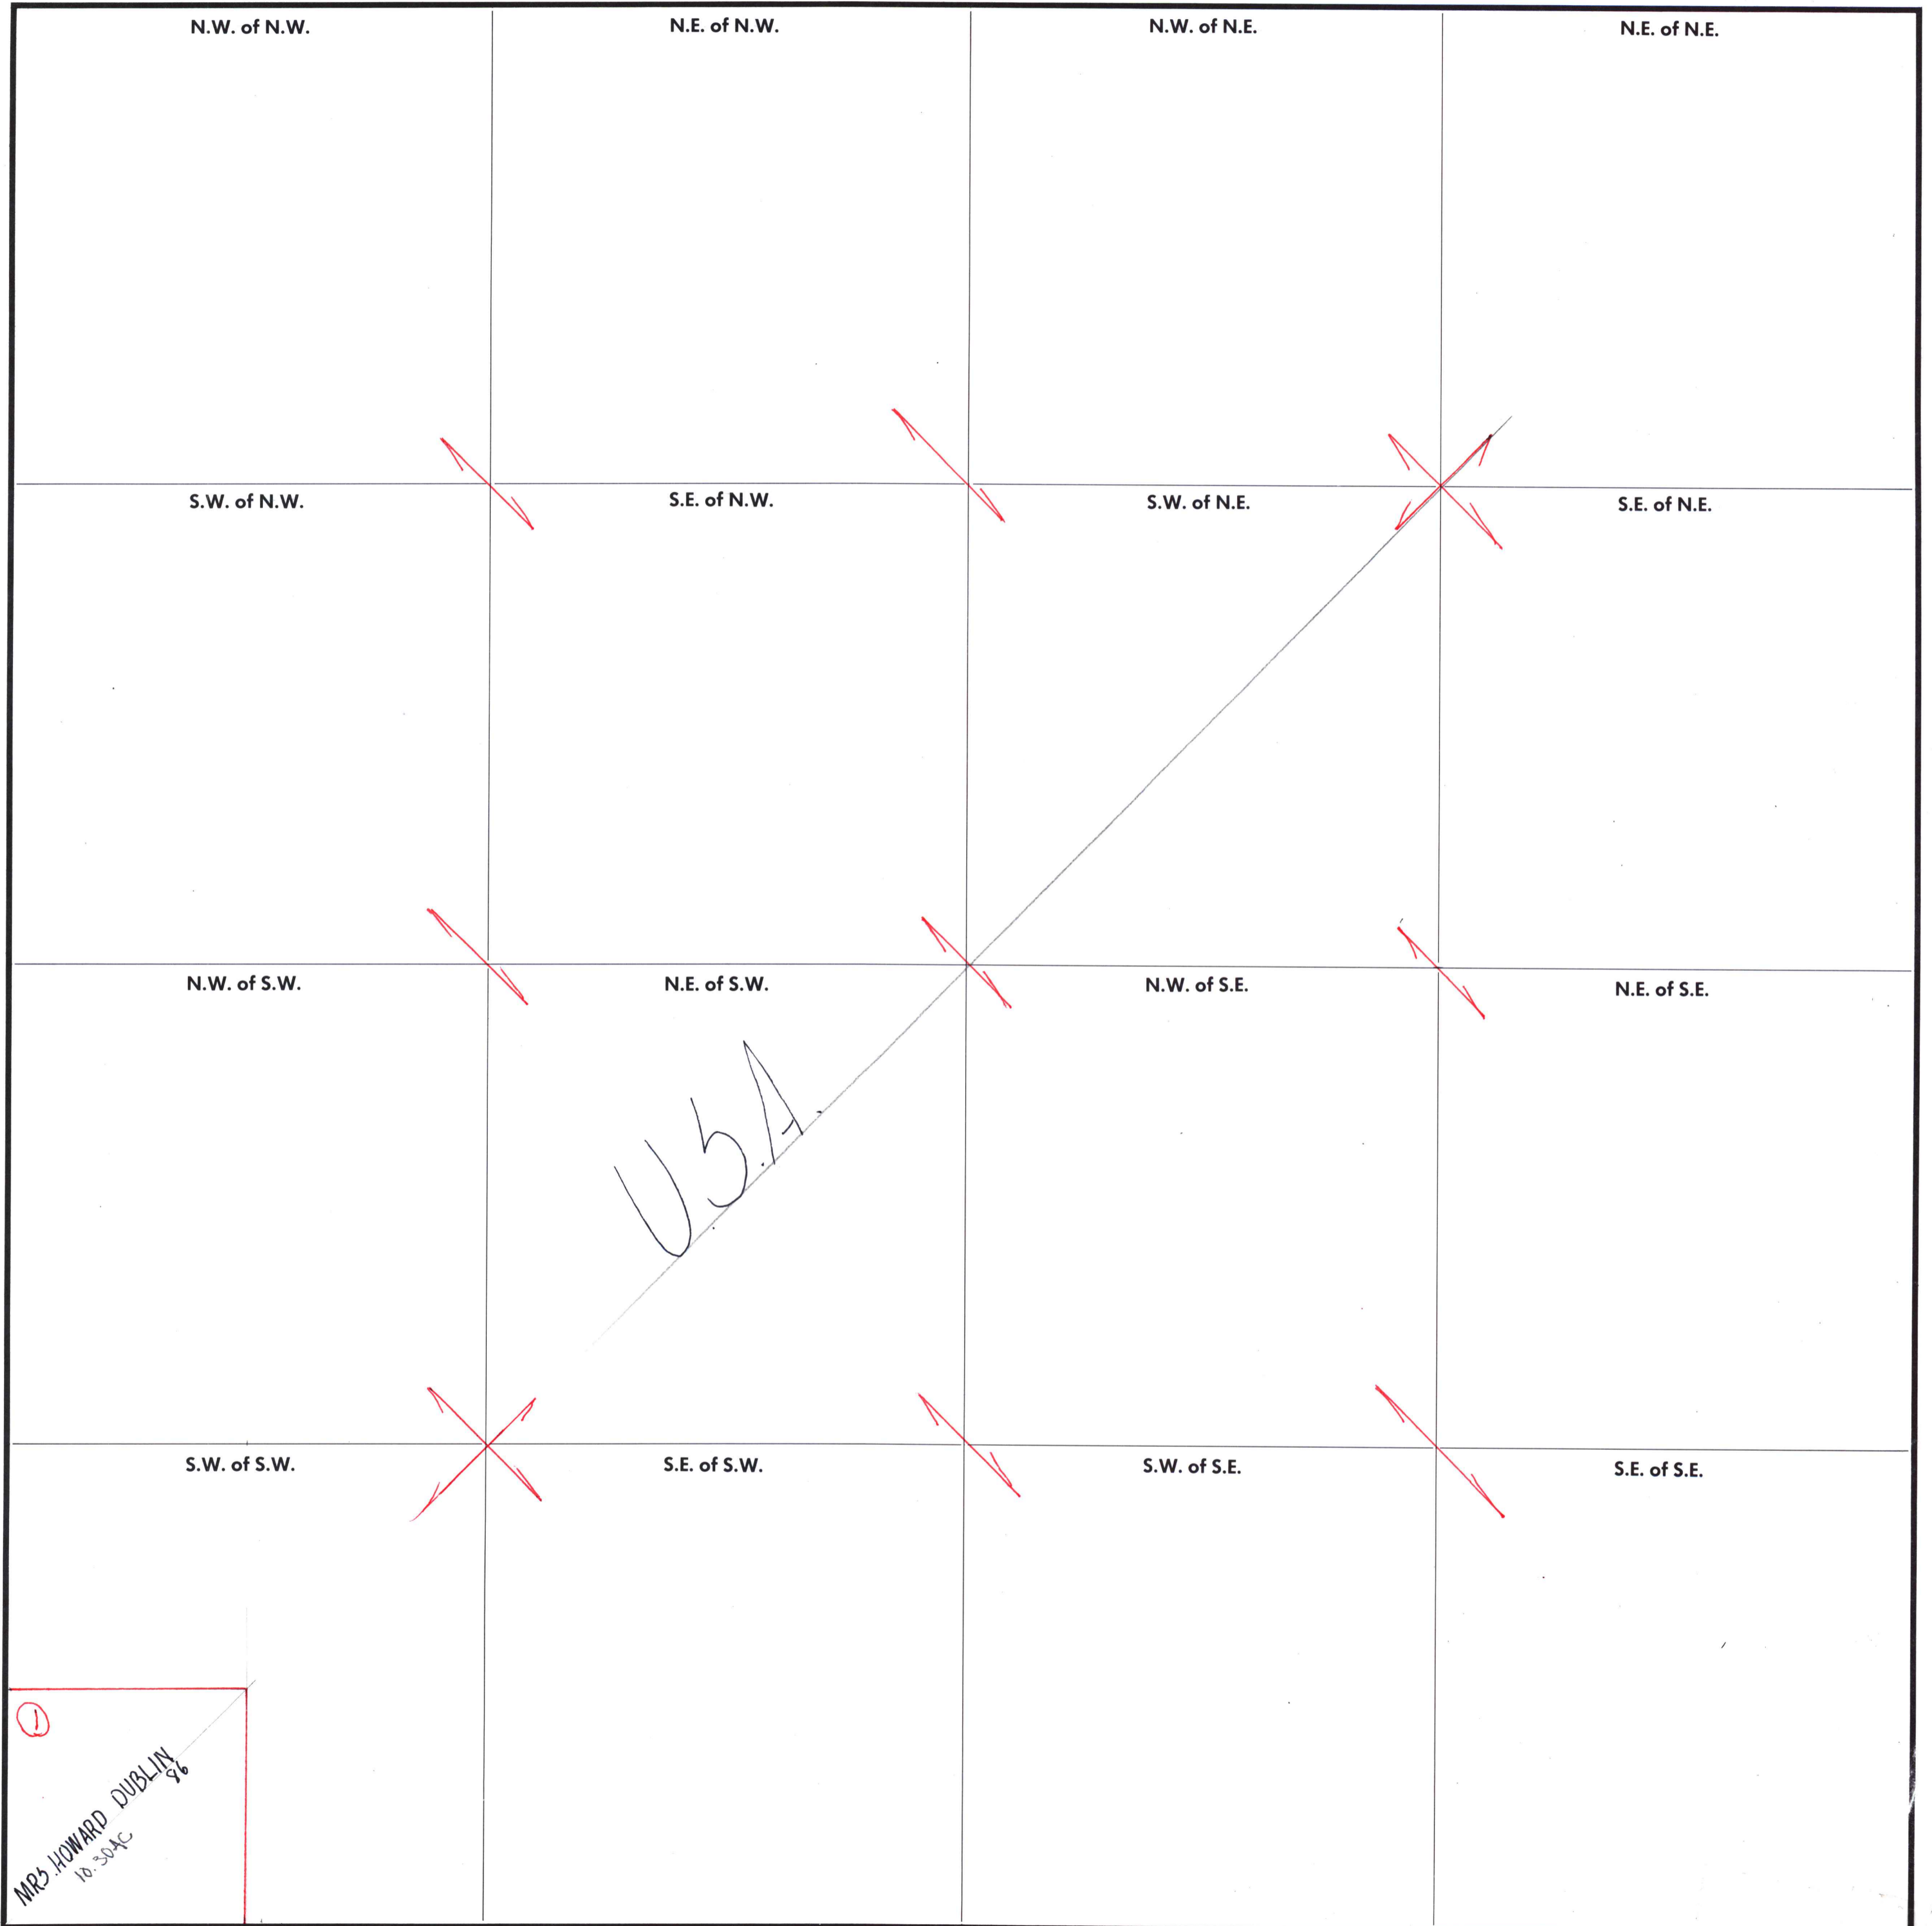 N.W. of N.W.
N.E. of N.W.
N.W. of N.E.
N.E. of N.E.
S.W. of N.W.
S.E. of N.W.
S.W. of N.E.
S.E. of N.E.
N.W. of S.W.
N.E. of S.W.
N.W. of S.E.
N.E. of S.E.
U.S.A.
S.W. of S.W.
S.E. of S.W.
S.W. of S.E.
S.E. of S.E.
1
MRS. HOWARD DUBLIN
86
10.30AC